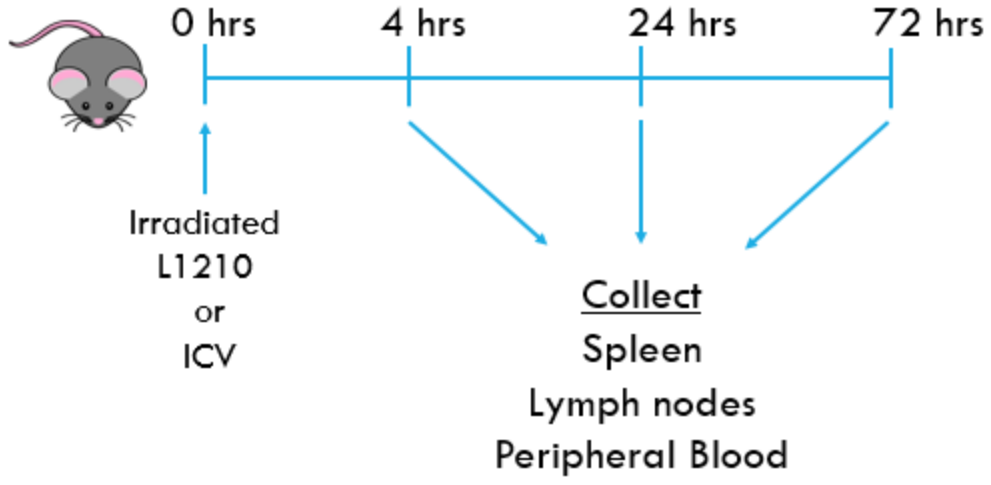 0 hrs
4 hrs
24 hrs
72 hrs
Irradiated
L1210
or
ICV
Collect
Spleen
Lymph nodes
Peripheral Blood